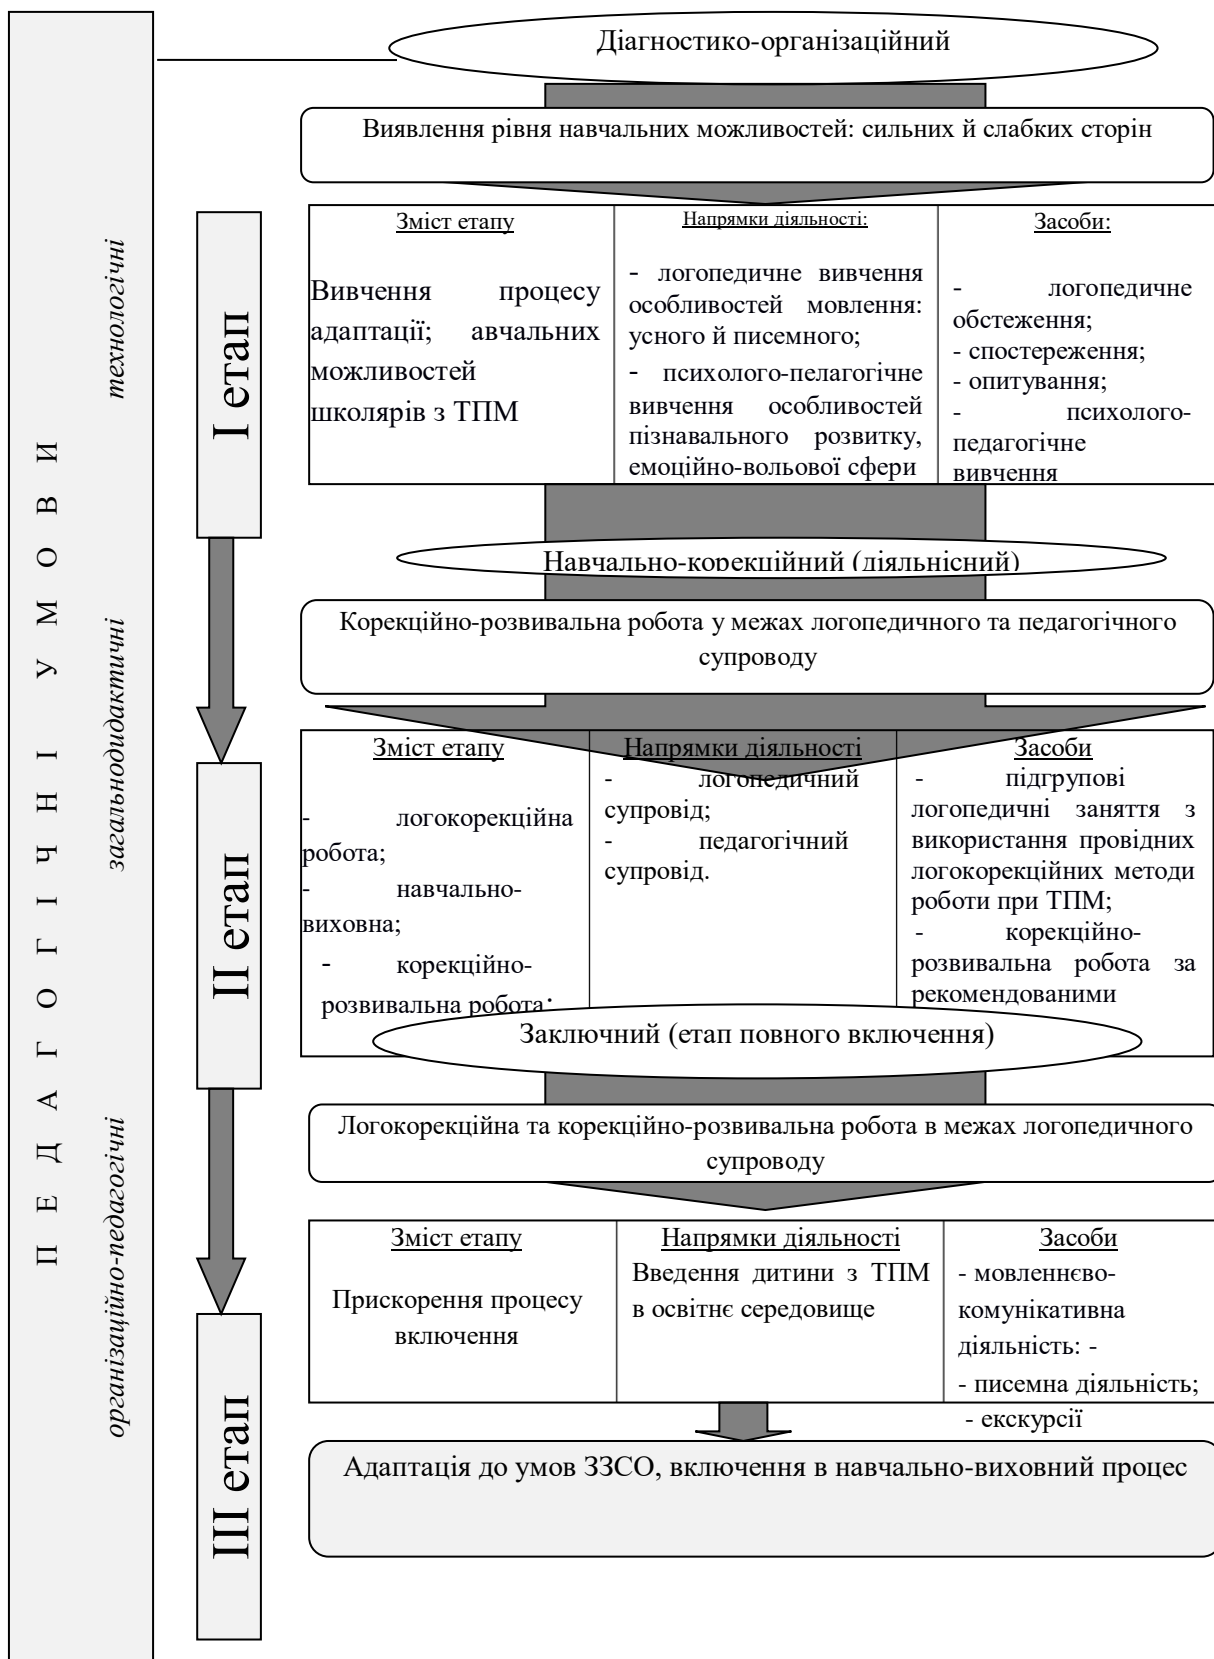 Діагностико-організаційний
Виявлення рівня навчальних можливостей: сильних й слабких сторін
ПЕДАГОГІЧНІ УМОВИ
технологічні
загальнодидактичні
організаційно-педагогічні
І етап
Зміст етапу
Вивчення процесу
адаптації; авчальних
можливостей
школярів з ТПМ
Напрямки діяльності:
- логопедичне вивчення
особливостей мовлення:
усного й писемного;
- психолого-пелагогічне
вивчення особливостей
пізнавального розвитку,
емоційно-вольової сфери
Засоби:
- логопедичне
обстеження;
- спостереження;
- опитування;
- психолого-
педагогічне
вивчення
Навчально-корекційний (діяльнісний)
Корекційно-розвивальна робота у межах логопедичного та педагогічного
супроводу
ІІ етап
Зміст етапу
- логокорекційна
робота;
- навчально-
виховна;
- корекційно-
розвивальна робота;
Напрямки діяльності
- логопедичний
супровід;
- педагогічний
супровід.
Засоби
- підгрупові
логопедичні заняття з
використання провідних
логокорекційних методи
роботи при ТПМ;
- корекційно-
розвивальна робота за
рекомендованими
Заключний (етап повного включення)
Логокорекційна та корекційно-розвивальна робота в межах логопедичного
супроводу
ІІІ етап
Зміст етапу
Прискорення процесу
включення
Напрямки діяльності
Введення дитини з ТПМ
в освітнє середовище
Засоби
- мовленнєво-
комунікативна
діяльність: -
- писемна діяльність;
- екскурсії
Адаптація до умов ЗЗСО, включення в навчально-виховний процес